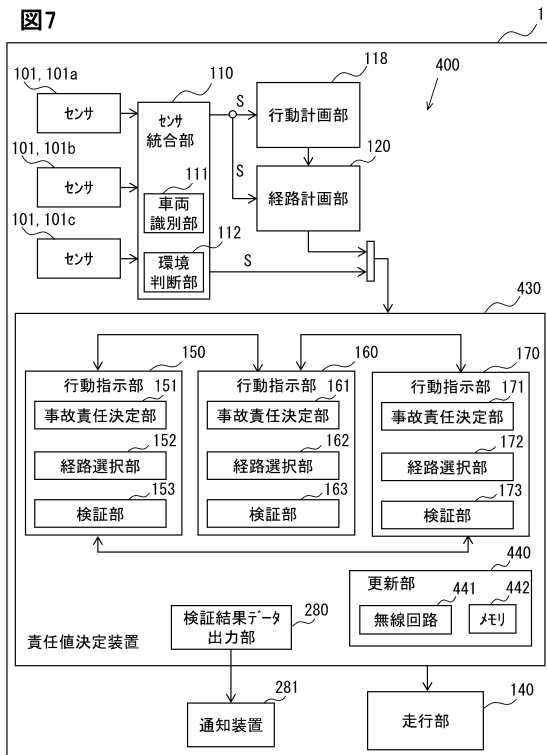 図7
1
400
101, 101a
センサ
101, 101b
センサ
101, 101c
センサ
110
センサ
統合部
111
車両
識別部
112
環境
判断部
S
S
S
118
行動計画部
120
経路計画部
430
150
行動指示部
151
事故責任決定部
152
経路選択部
153
検証部
160
行動指示部
161
事故責任決定部
162
経路選択部
163
検証部
170
行動指示部
171
事故責任決定部
172
経路選択部
173
検証部
440
更新部
441
無線回路
442
メモリ
責任値決定装置
280
検証結果データ
出力部
281
通知装置
140
走行部